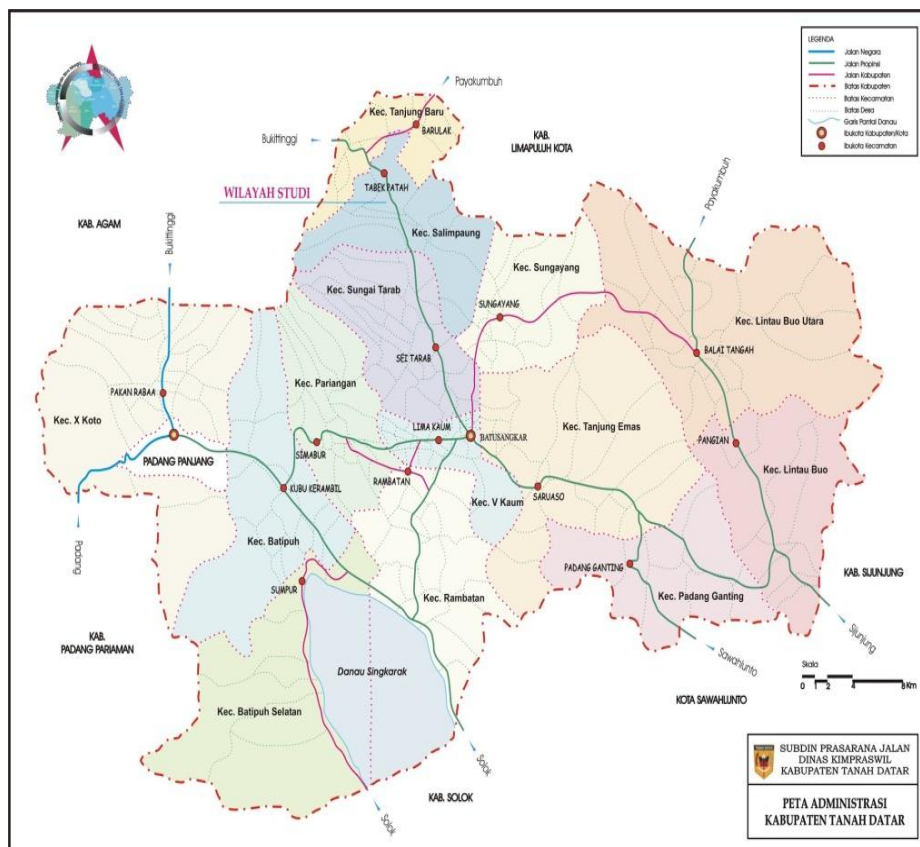 LEGENDA
Jalan Negara
Jalan Propinsi
Jalan Kabupaten
Batas Kabupaten
Batas Kecamatan
Batas Desa
Garis Pantai Danau
Ibukota Kabupaten/Kota
Ibukota Kecamatan
Payakumbuh
Kec. Tanjung Baru
BARULAK
Bukittinggi
KAB.
LIMAPULUH KOTA
TABEK PATAH
WILAYAH STUDI
Payakumbuh
KAB. AGAM
Bukittinggi
Kec. Salimpaung
Kec. Sungayang
Kec. Sungai Tarab
SUNGAYANG
Kec. Lintau Buo Utara
SEI TARAB
BALAI TANGAH
Kec. Pariangan
PAKAN RABAA
Kec. X Koto
LIMA KAUM
BATUSANGKAR
Kec. Tanjung Emas
PANGIAN
SIMABUR
PADANG PANJANG
Kec. Lintau Buo
RAMBATAN
KUBU KERAMBIL
SARUASO
Kec. V Kaum
Padang
Kec. Batipuh
PADANG GANTING
KAB. SIJUNJUNG
SUMPUR
Kec. Rambatan
Kec. Padang Ganting
KAB.
PADANG PARIAMAN
Sijunjung
Sawahlunto
Danau Singkarak
Skala
0 1 2 4 8 Km
KOTA SAWAHLUNTO
Kec. Batipuh Selatan
Solok
KAB. SOLOK
Solok
SUBDIN PRASARANA JALAN
DINAS KIMPRASWIL
KABUPATEN TANAH DATAR
PETA ADMINISTRASI
KABUPATEN TANAH DATAR